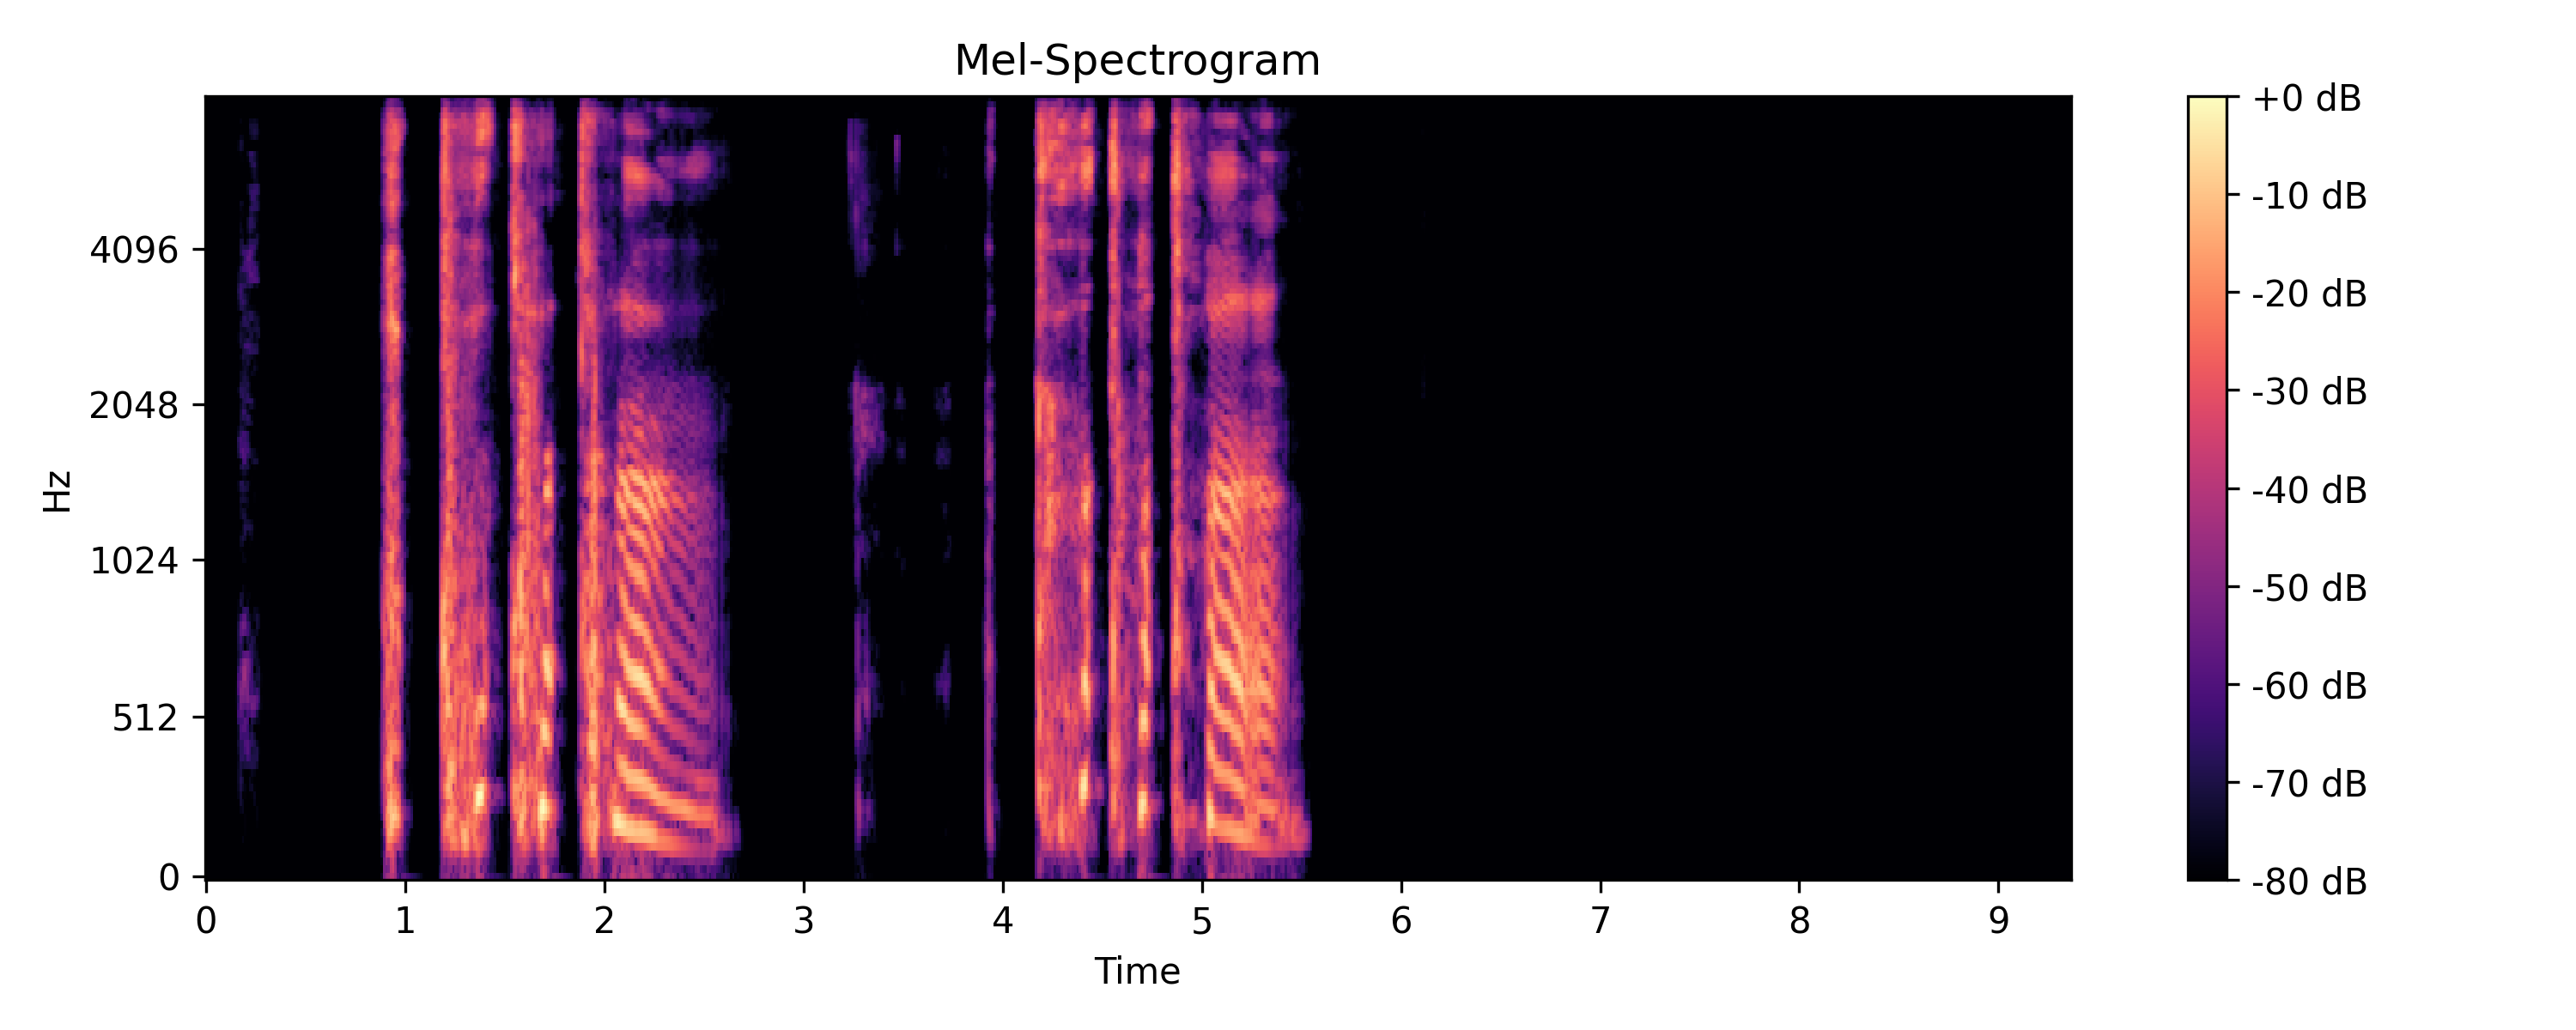 Mel-Spectrogram
+0 dB
-10 dB
-20 dB
-30 dB
-40 dB
-50 dB
-60 dB
-70 dB
-80 dB
Hz
4096
2048
1024
512
0
0 1 2 3 4 5 6 7 8 9
Time